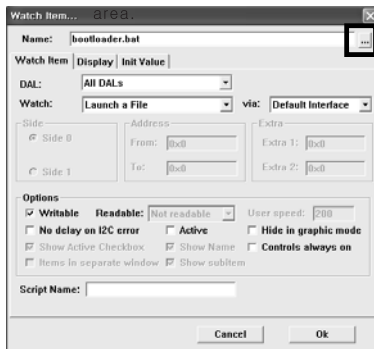 Watch Item... area.
Name: bootloader.bat ...
Watch Item Display Init Value
DAL: All DALs
Watch: Launch a File via: Default Interface
Side Address Extra
Side 0 From: 0x0 Extra 1: 0x0
Side 1 To: 0x0 Extra 2: 0x0
Options
Writable Readable: Not readable User speed: 200
No delay on I2C error Active Hide in graphic mode
Show Active Checkbox Show Name Controls always on
Items in separate window Show subItem
Script Name:
Cancel Ok